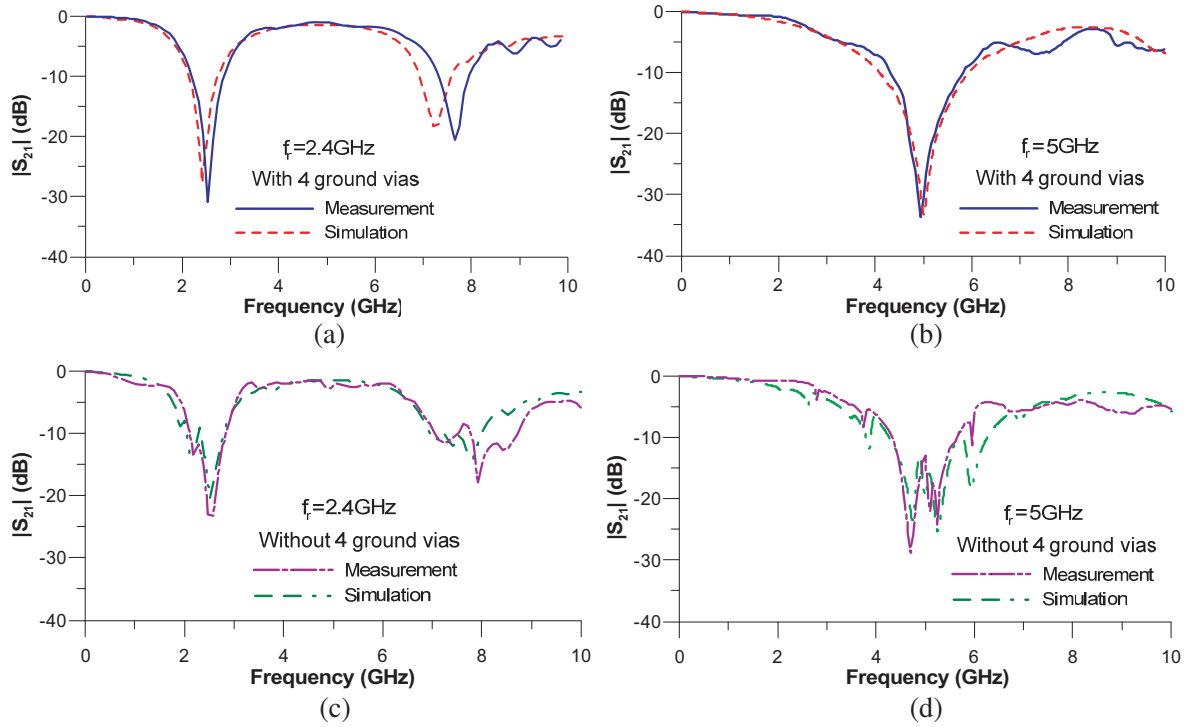 0
-10
-20
-30
-40
|S21| (dB)
fr=2.4GHz
With 4 ground vias
Measurement
Simulation
0 2 4 6 8 10
Frequency (GHz)
(a)
0
-10
-20
-30
-40
|S21| (dB)
fr=5GHz
With 4 ground vias
Measurement
Simulation
0 2 4 6 8 10
Frequency (GHz)
(b)
0
-10
-20
-30
-40
|S21| (dB)
fr=2.4GHz
Without 4 ground vias
Measurement
Simulation
0 2 4 6 8 10
Frequency (GHz)
(c)
0
-10
-20
-30
-40
|S21| (dB)
fr=5GHz
Without 4 ground vias
Measurement
Simulation
0 2 4 6 8 10
Frequency (GHz)
(d)